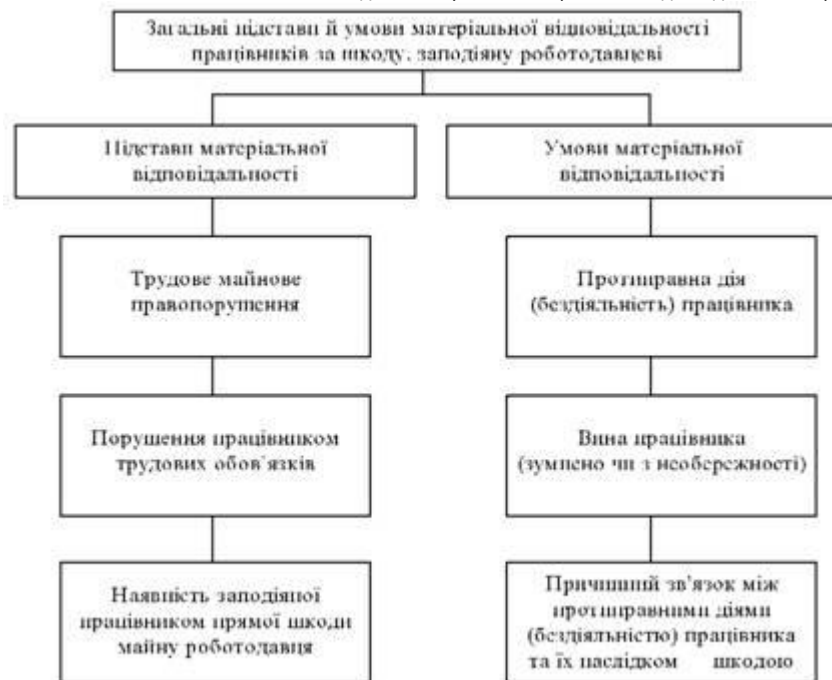 Загальні підстави й умови матеріальної відповідальності
працівників за шкоду, заподіяну роботодавцеві
Підстави матеріальної
відповідальності
Умови матеріальної
відповідальності
Трудове майнове
правопорушення
Протиправна дія
(бездіяльність) працівника
Порушення працівником
трудових обов'язків
Вина працівника
(зумисно чи з необережності)
Наявність заподіяної
працівником прямої шкоди
майну роботодавця
Причинний зв'язок між
протиправними діями
(бездіяльністю) працівника
та їх наслідком шкодою